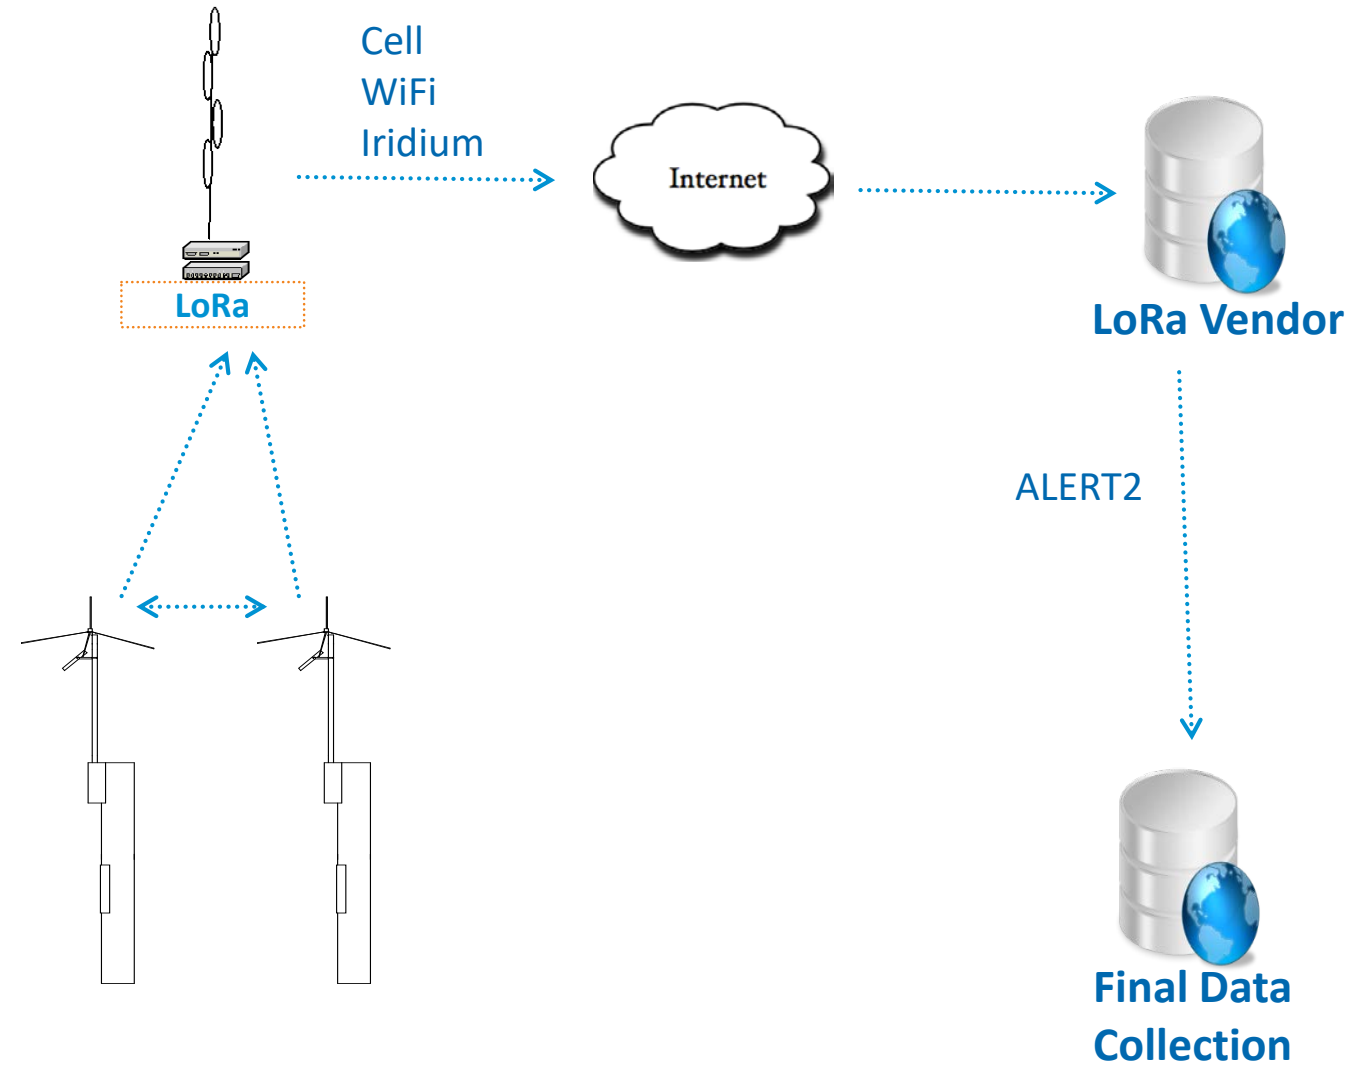 Cell
WiFi
Iridium
Internet
LoRa
LoRa Vendor
ALERT2
Final Data
Collection